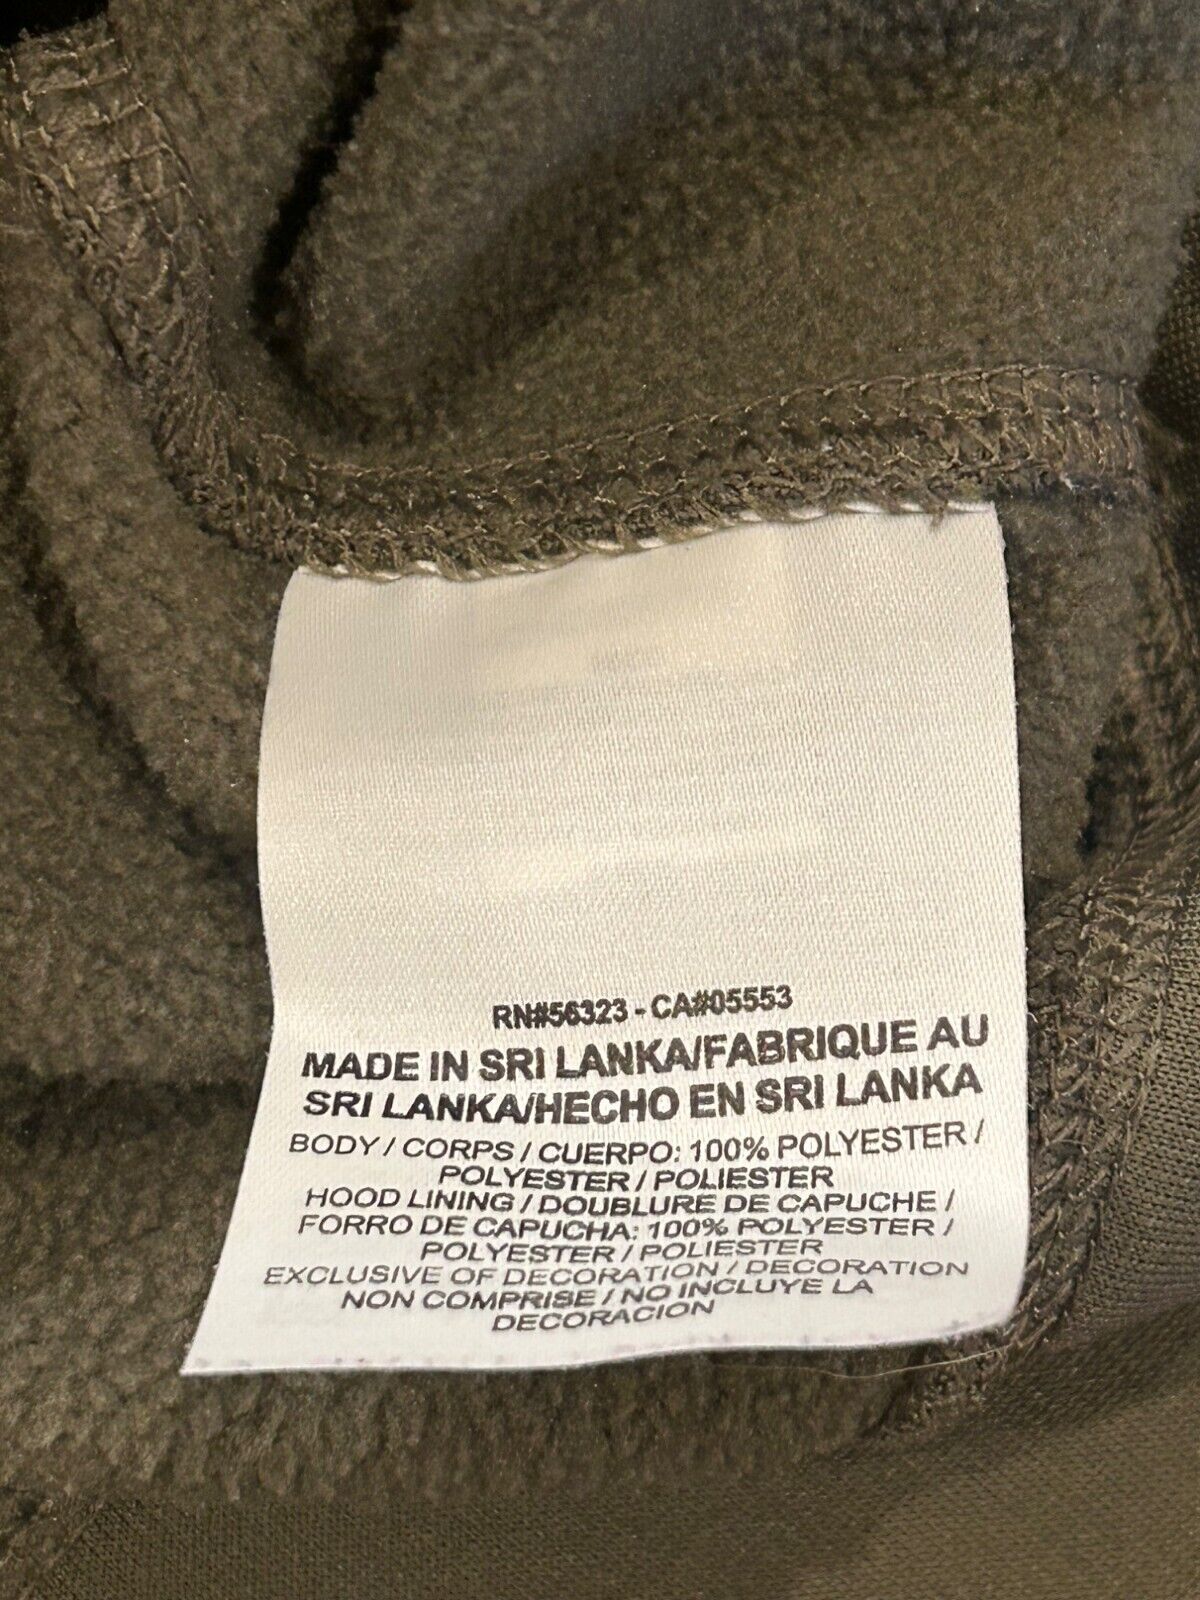 RN#56323 - CA#05553
MADE IN SRI LANKA/FABRIQUE AU
SRI LANKA/HECHO EN SRI LANKA
BODY / CORPS / CUERPO: 100% POLYESTER /
POLYESTER / POLIESTER
HOOD LINING / DOUBLURE DE CAPUCHE /
FORRO DE CAPUCHA: 100% POLYESTER /
POLYESTER / POLIESTER
EXCLUSIVE OF DECORATION / DECORATION
NON COMPRISE / NO INCLUYE LA
DECORACION